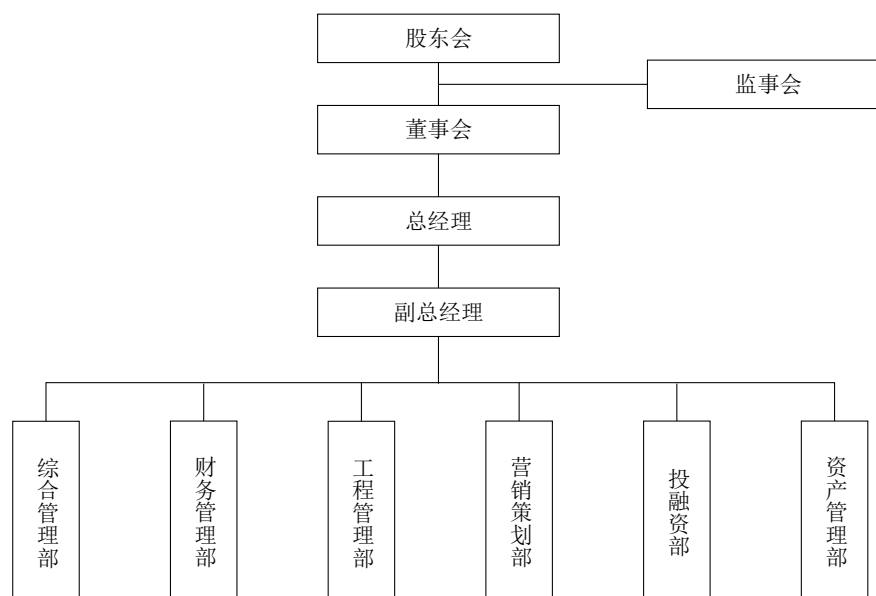 股东会
监事会
董事会
总经理
副总经理
综合管理部
财务管理部
工程管理部
营销策划部
投融资部
资产管理部